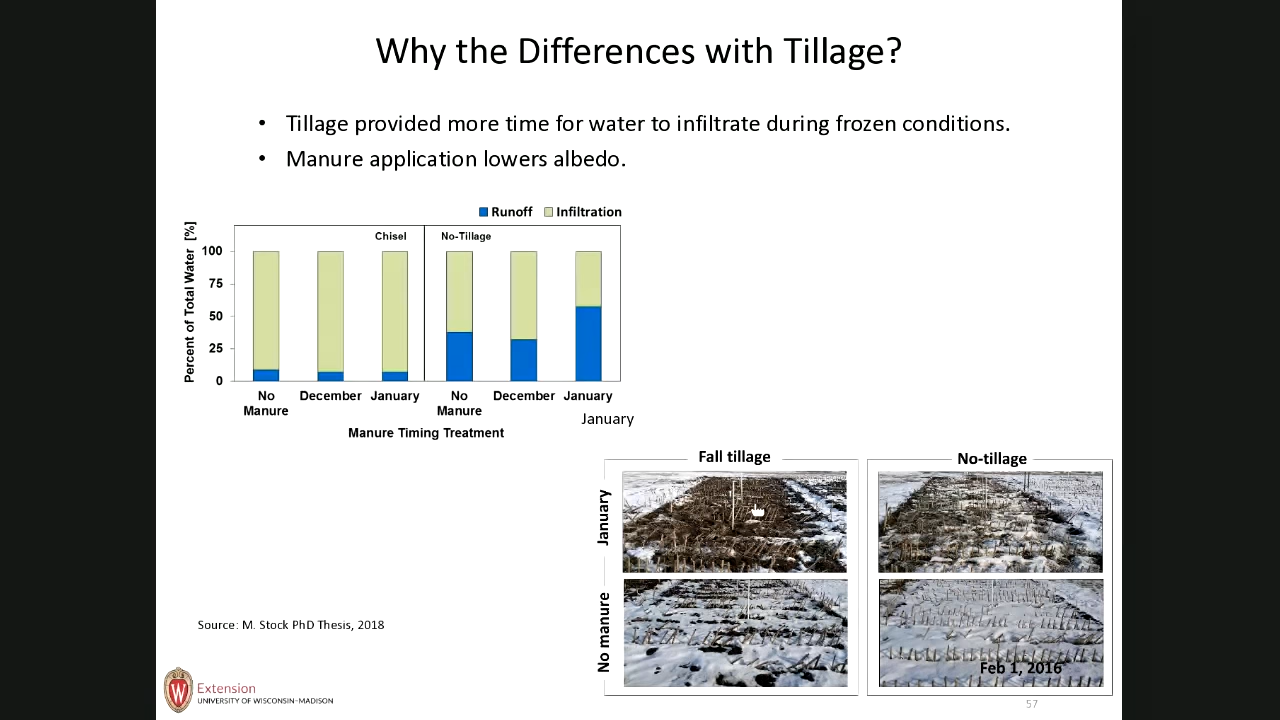 Why the Differences with Tillage?
• Tillage provided more time for water to infiltrate during frozen conditions.
• Manure application lowers albedo.
Runoff Infiltration
Percent of Total Water [%]
Chisel No-Tillage
100
75
50
25
0
No Manure December January No Manure December January
January
Manure Timing Treatment
Fall tillage No-tillage
January
No manure
Feb 1, 2016
Source: M. Stock PhD Thesis, 2018
W
Extension
UNIVERSITY OF WISCONSIN–MADISON
57